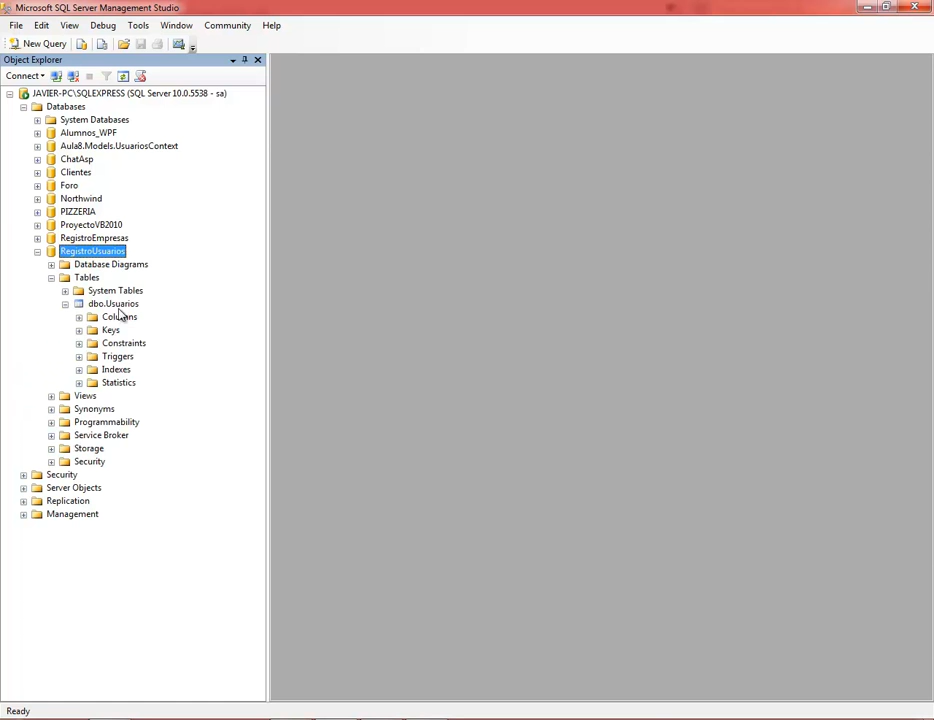 Microsoft SQL Server Management Studio
File Edit View Debug Tools Window Community Help
New Query
Object Explorer
Connect
JAVIER-PC\SQLEXPRESS (SQL Server 10.0.5538 - sa)
Databases
System Databases
Alumnos_WPF
Aula8.Models.UsuariosContext
ChatAsp
Clientes
Foro
Northwind
PIZZERIA
ProyectoVB2010
RegistroEmpresas
RegistroUsuarios
Database Diagrams
Tables
System Tables
dbo.Usuarios
Columns
Keys
Constraints
Triggers
Indexes
Statistics
Views
Synonyms
Programmability
Service Broker
Storage
Security
Security
Server Objects
Replication
Management
Ready